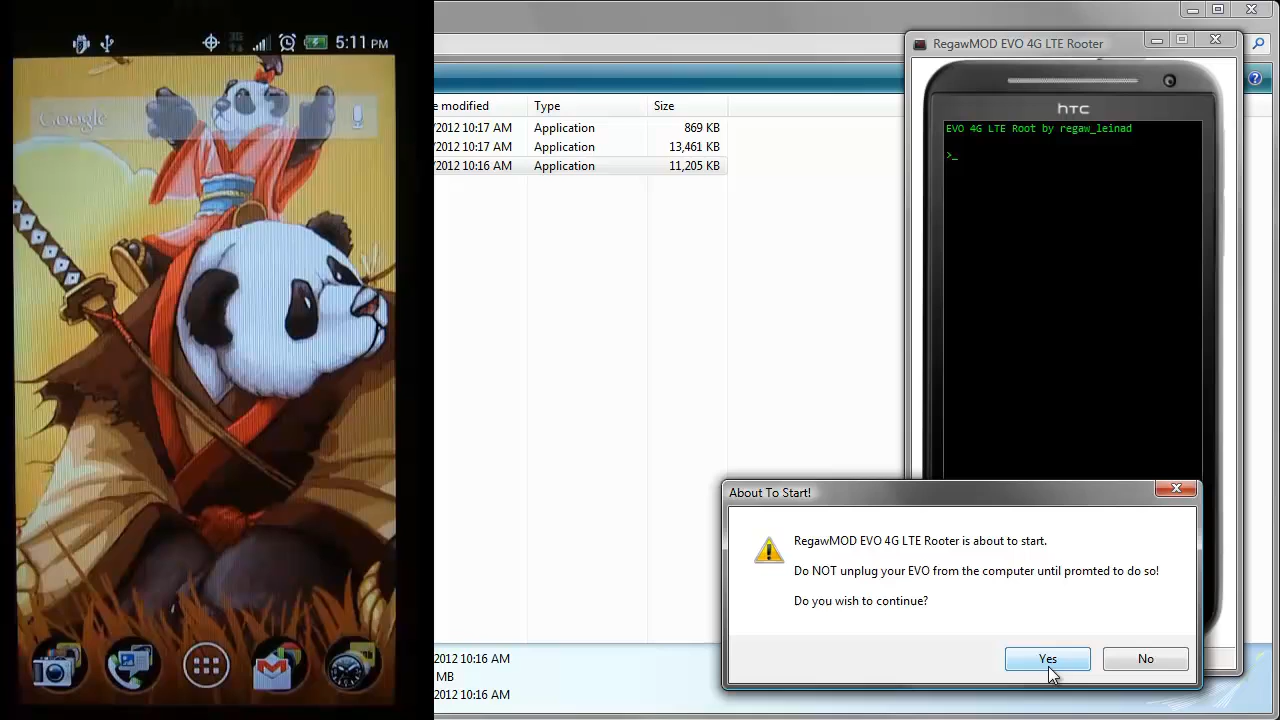 5:11 PM
Google
e modified
Type
Size
/2012 10:17 AM
Application
869 KB
/2012 10:17 AM
Application
13,461 KB
/2012 10:16 AM
Application
11,205 KB
RegawMOD EVO 4G LTE Rooter
hTC
EVO 4G LTE Root by regaw_leinad
>_
About To Start!
RegawMOD EVO 4G LTE Rooter is about to start.
Do NOT unplug your EVO from the computer until promted to do so!
Do you wish to continue?
Yes
No
2012 10:16 AM
MB
2012 10:16 AM